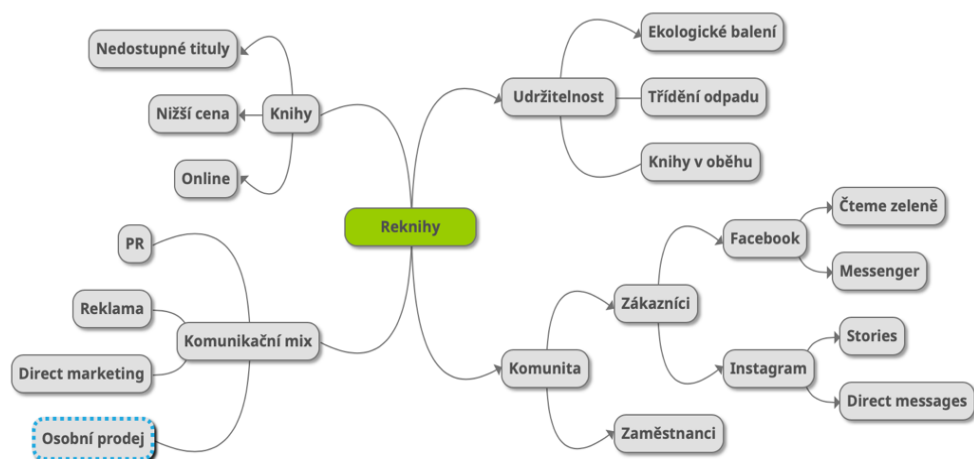 Reknihy
Knihy
Nedostupné tituly
Nižší cena
Online
Komunikační mix
PR
Reklama
Direct marketing
Osobní prodej
Udržitelnost
Ekologické balení
Třídění odpadu
Knihy v oběhu
Komunita
Zákazníci
Facebook
Čteme zeleně
Messenger
Instagram
Stories
Direct messages
Zaměstnanci